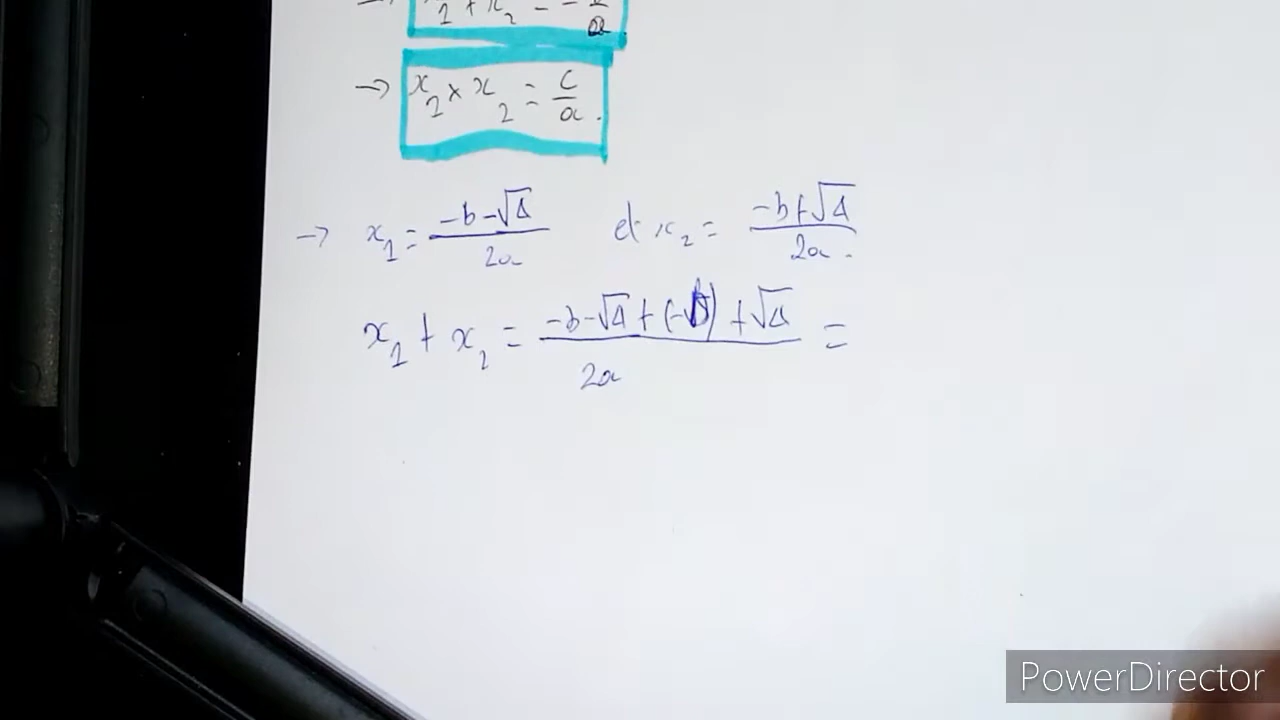 → x₁ + x₂ = - b/a
→ x₁ × x₂ = c/a.
→ x₁ = (-b-√Δ)/2a et x₂ = (-b+√Δ)/2a.
x₁ + x₂ = (-b-√Δ+(-b)+√Δ)/2a =
PowerDirector